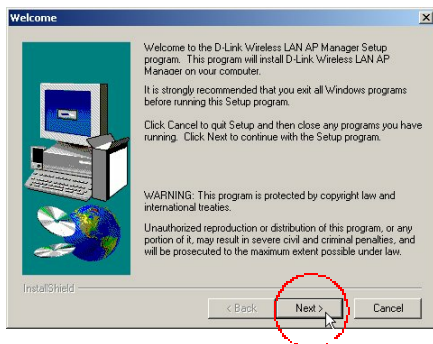 Welcome
Welcome to the D-Link Wireless LAN AP Manager Setup
program. This program will install D-Link Wireless LAN AP
Manager on your computer.
It is strongly recommended that you exit all Windows programs
before running this Setup program.
Click Cancel to quit Setup and then close any programs you have
running. Click Next to continue with the Setup program.
WARNING: This program is protected by copyright law and
international treaties.
Unauthorized reproduction or distribution of this program, or any
portion of it, may result in severe civil and criminal penalties, and
will be prosecuted to the maximum extent possible under law.
InstallShield
< Back Next > Cancel